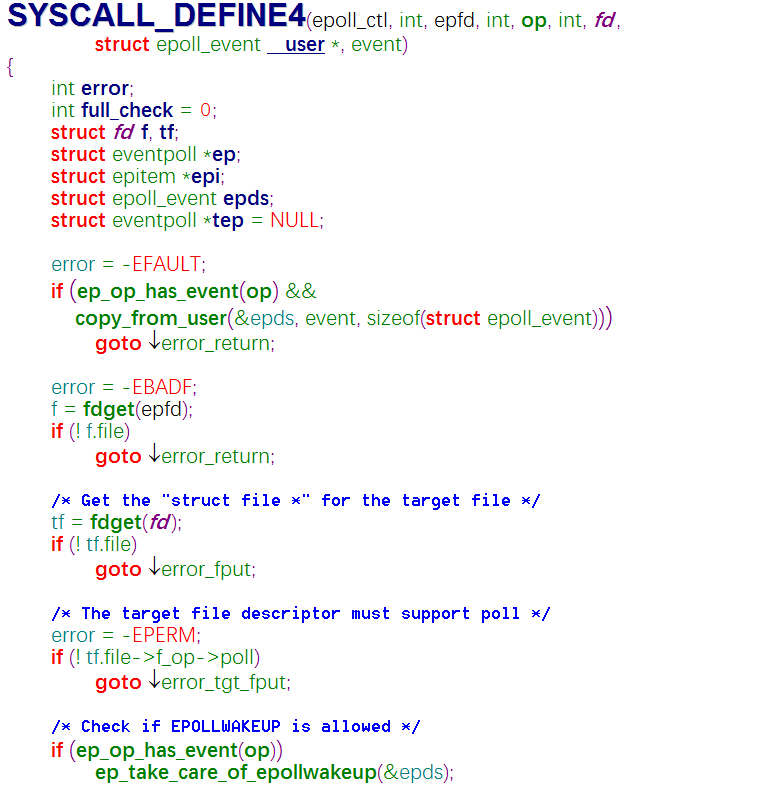 SYSCALL_DEFINE4(epoll_ctl, int, epfd, int, op, int, fd,
struct epoll_event __user *, event)
{
int error;
int full_check = 0;
struct fd f, tf;
struct eventpoll *ep;
struct epitem *epi;
struct epoll_event epds;
struct eventpoll *tep = NULL;
error = -EFAULT;
if (ep_op_has_event(op) &&
copy_from_user(&epds, event, sizeof(struct epoll_event)))
goto ↓error_return;
error = -EBADF;
f = fdget(epfd);
if (! f.file)
goto ↓error_return;
/* Get the "struct file *" for the target file */
tf = fdget(fd);
if (! tf.file)
goto ↓error_fput;
/* The target file descriptor must support poll */
error = -EPERM;
if (! tf.file->f_op->poll)
goto ↓error_tgt_fput;
/* Check if EPOLLWAKEUP is allowed */
if (ep_op_has_event(op))
ep_take_care_of_epollwakeup(&epds);